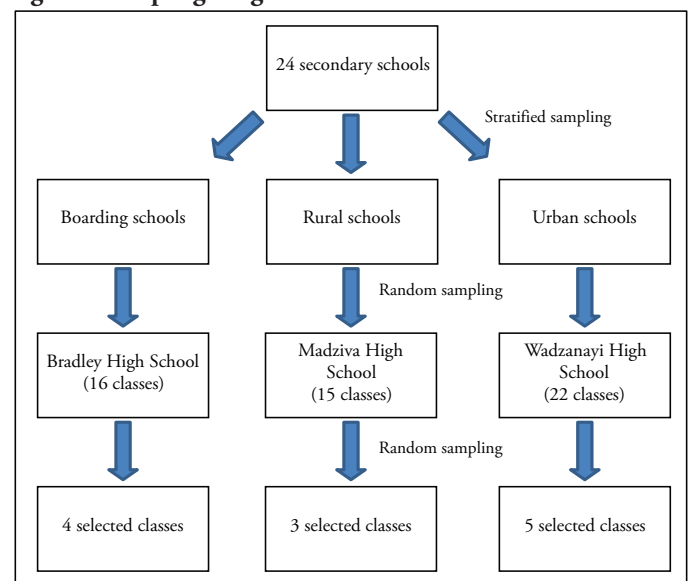 24 secondary schools
Stratified sampling
Boarding schools
Rural schools
Urban schools
Random sampling
Bradley High School
(16 classes)
Madziva High
School
(15 classes)
Wadzanayi High
School
(22 classes)
Random sampling
4 selected classes
3 selected classes
5 selected classes